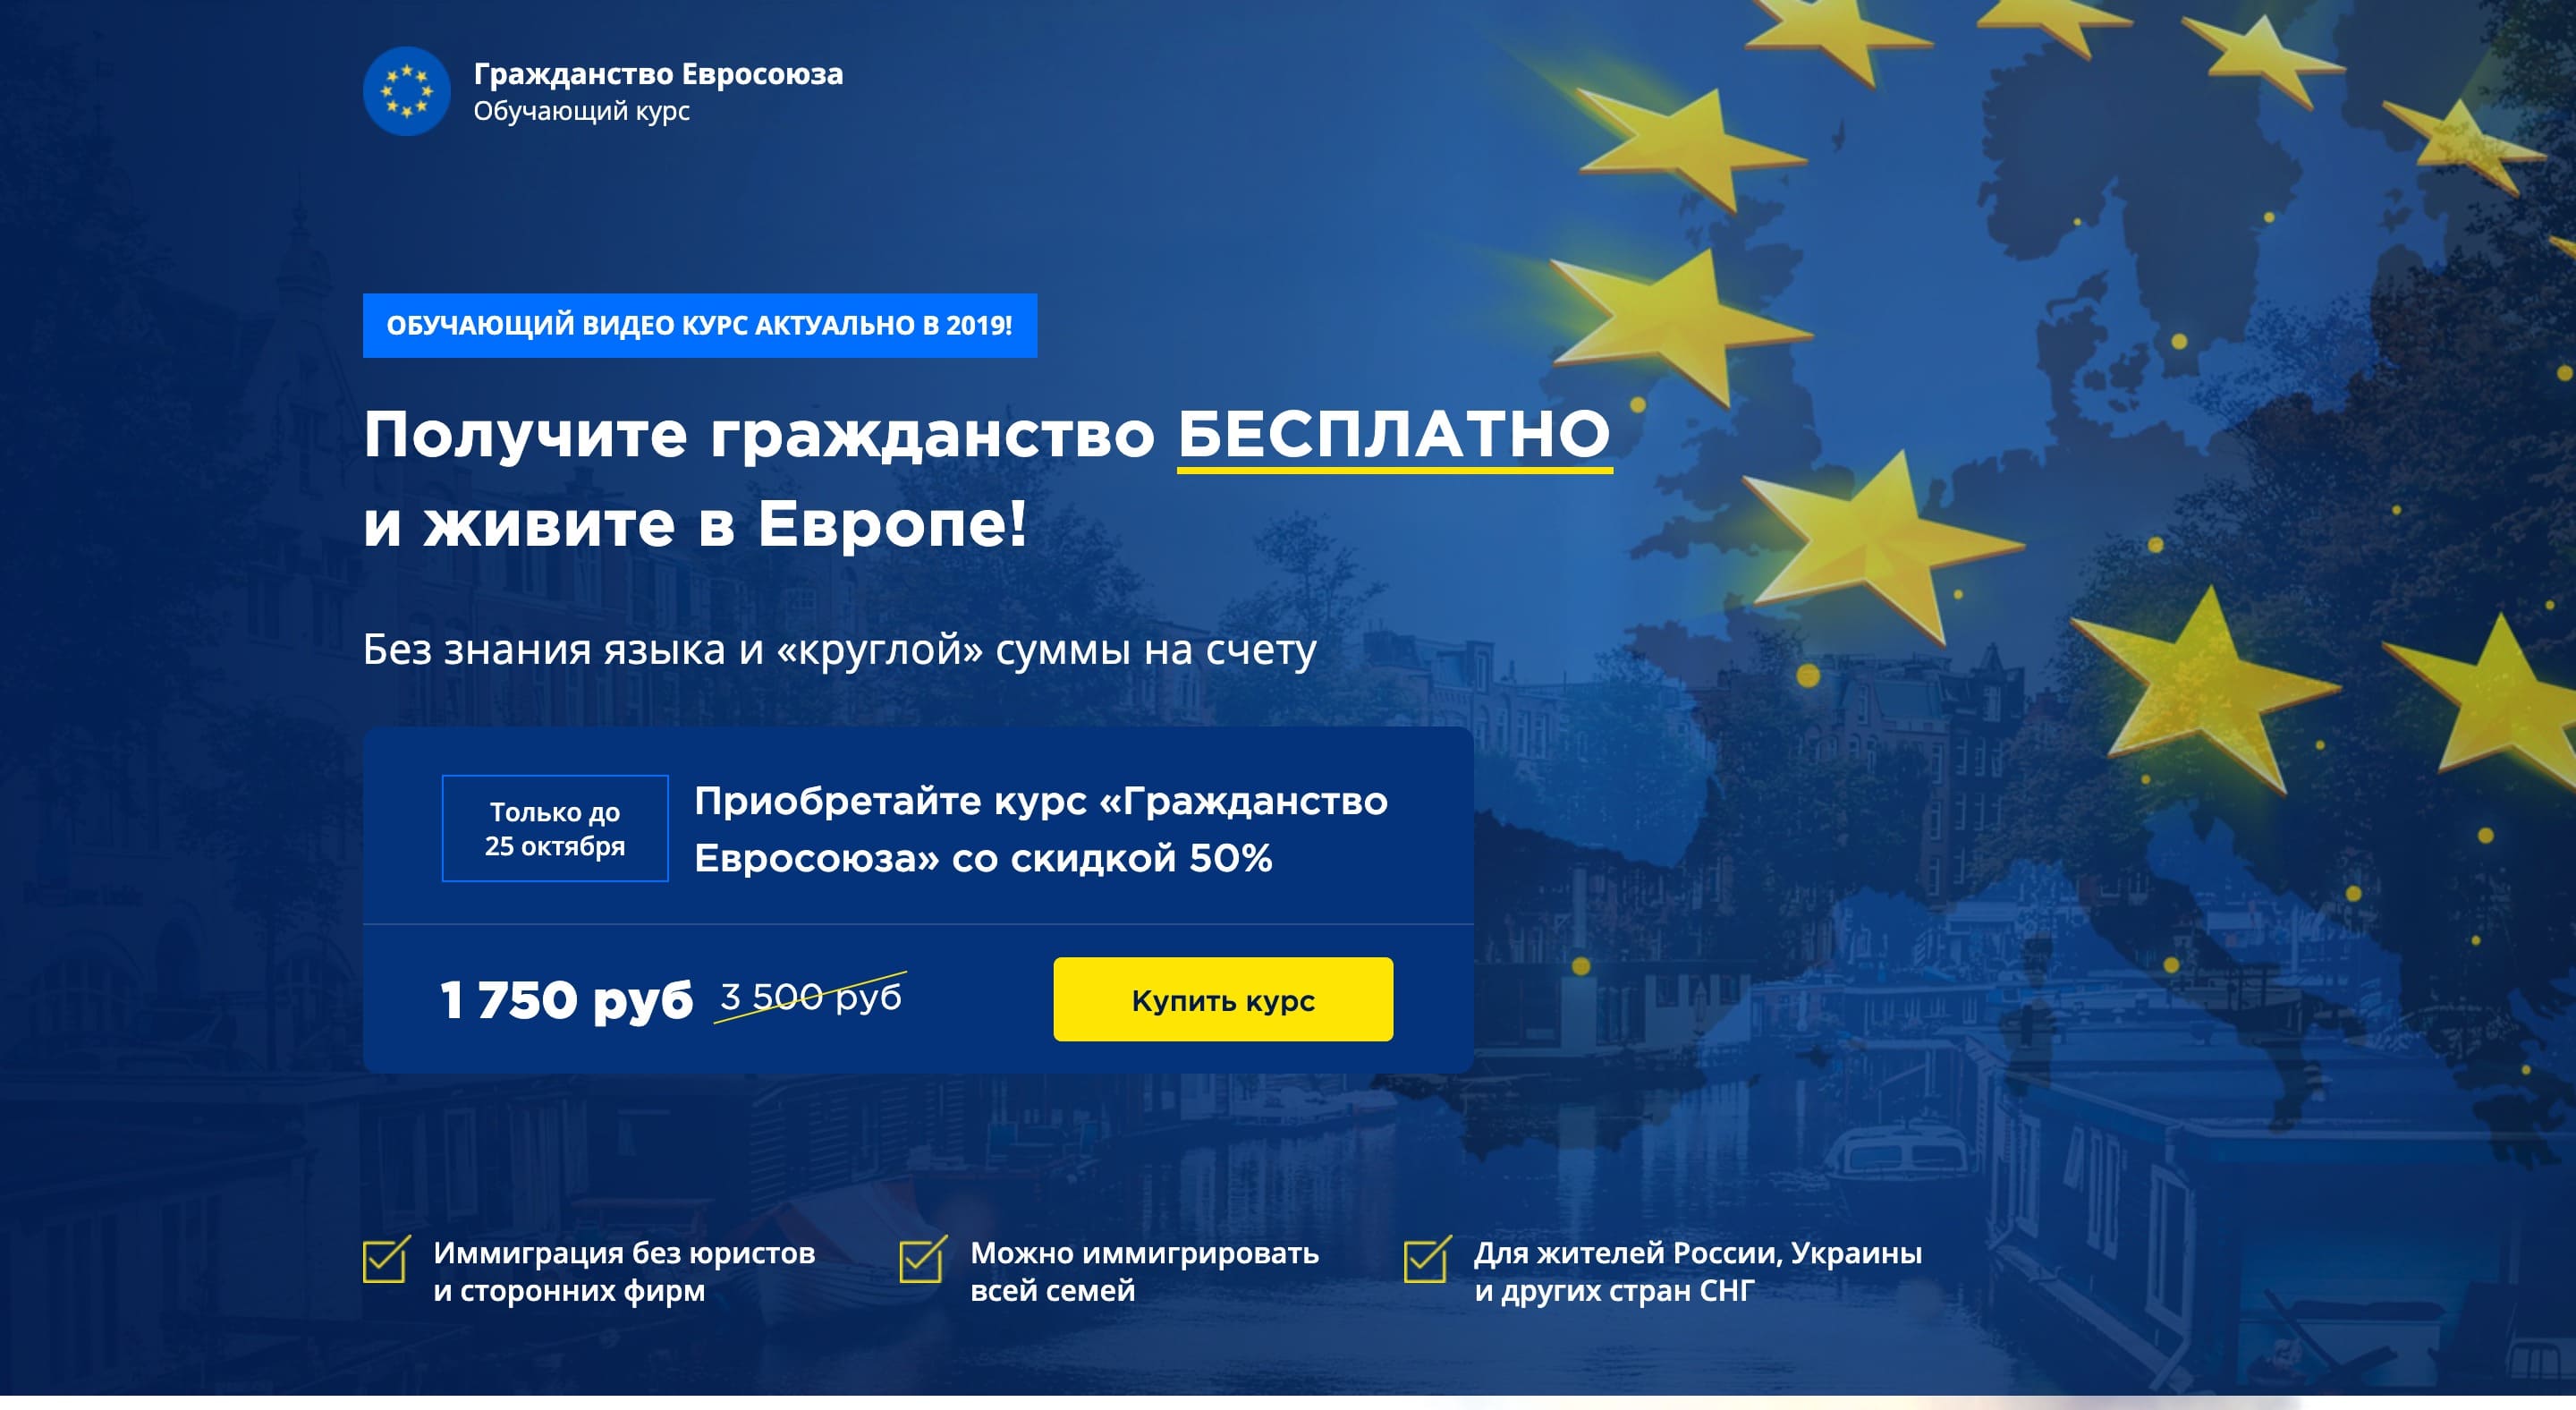 Гражданство Евросоюза
Обучающий курс
ОБУЧАЮЩИЙ ВИДЕО КУРС АКТУАЛЬНО В 2019!
Получите гражданство БЕСПЛАТНО
и живите в Европе!
Без знания языка и «круглой» суммы на счету
Только до
25 октября
Приобретайте курс «Гражданство
Евросоюза» со скидкой 50%
1 750 руб 3 500 руб
Купить курс
Иммиграция без юристов
и сторонних фирм
Можно иммигрировать
всей семей
Для жителей России, Украины
и других стран СНГ